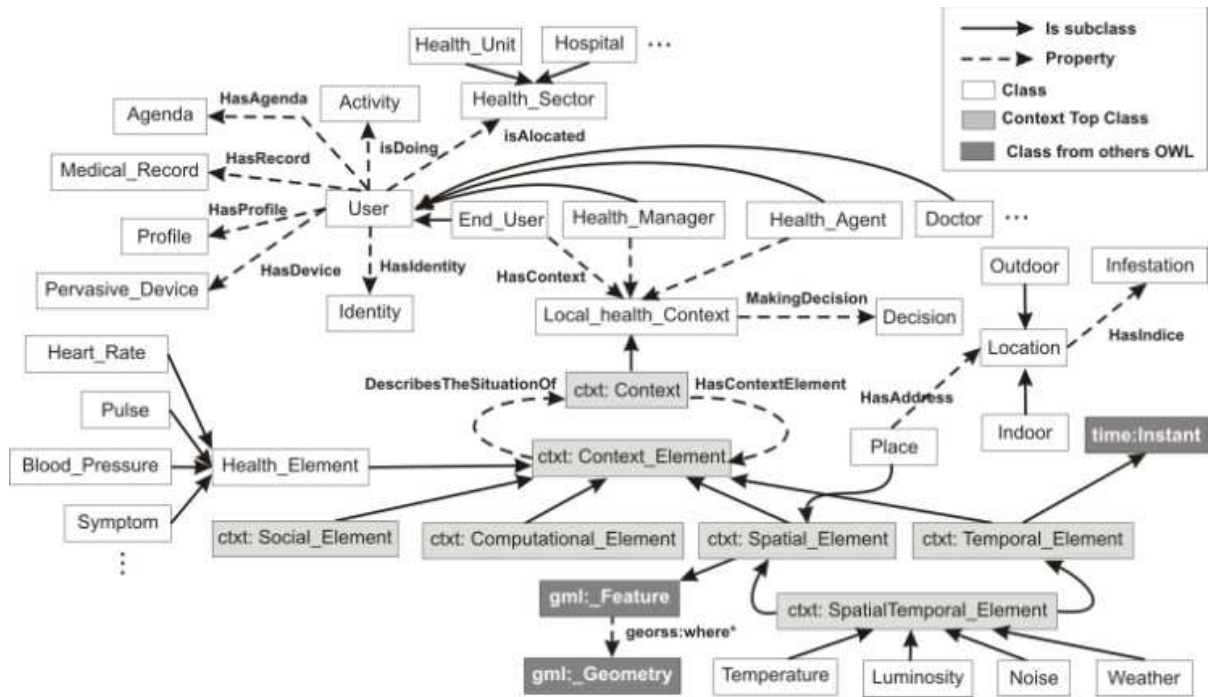 Health_Unit
Hospital
...
Is subclass
Property
Class
Context Top Class
Class from others OWL
Agenda
HasAgenda
Activity
Health_Sector
isDoing
isAlocated
Medical_Record
HasRecord
HasProfile
User
End_User
Health_Manager
Health_Agent
Doctor
...
Profile
HasDevice
HasIdentity
HasContext
Outdoor
Infestation
Pervasive_Device
Identity
MakingDecision
Local_health_Context
Decision
Location
HasIndice
Heart_Rate
DescribesTheSituationOf
ctxt: Context
HasContextElement
HasAddress
Pulse
Place
Indoor
time:Instant
Blood_Pressure
Health_Element
ctxt: Context_Element
Symptom
...
ctxt: Social_Element
ctxt: Computational_Element
ctxt: Spatial_Element
ctxt: Temporal_Element
gml:_Feature
ctxt: SpatialTemporal_Element
georss:where*
gml:_Geometry
Temperature
Luminosity
Noise
Weather